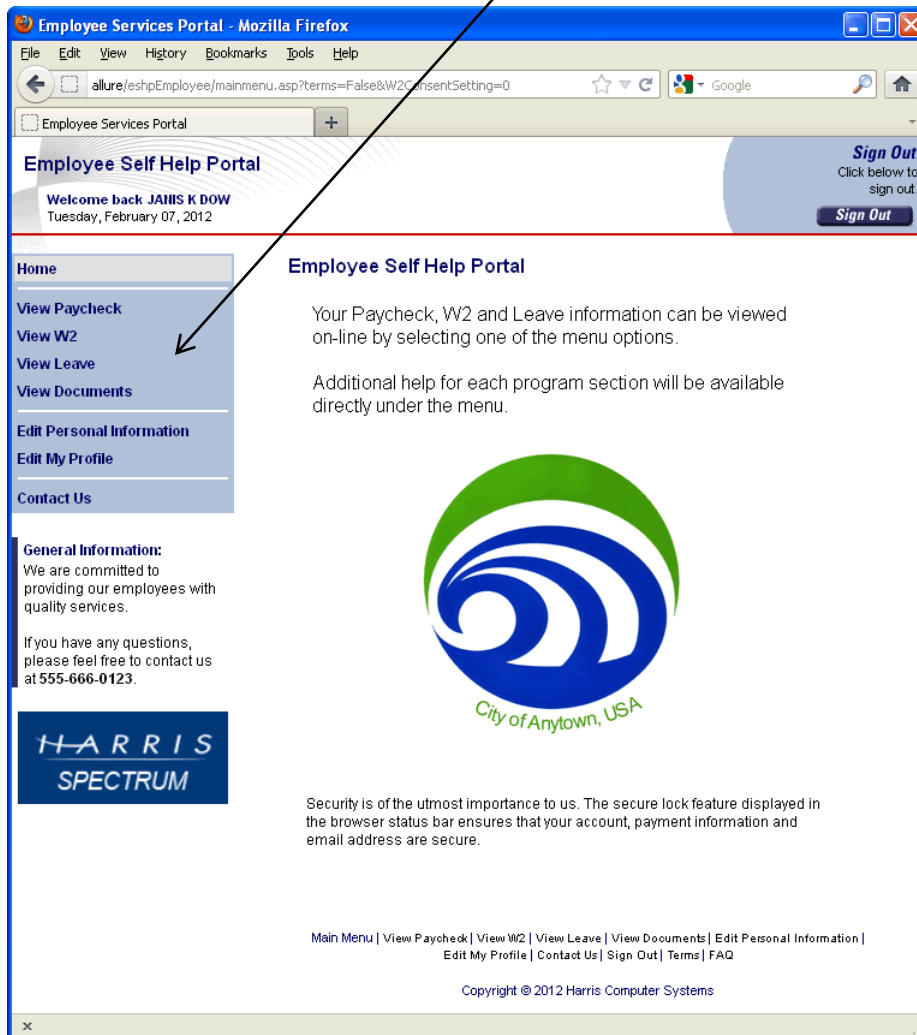 Employee Services Portal - Mozilla Firefox
File Edit View History Bookmarks Tools Help
allure/eshpEmployee/mainmenu.asp?terms=False&W2ConsentSetting=0
Google
Employee Services Portal
Employee Self Help Portal
Welcome back JANIS K DOW
Tuesday, February 07, 2012
Sign Out
Click below to
sign out.
Sign Out
Home
View Paycheck
View W2
View Leave
View Documents
Edit Personal Information
Edit My Profile
Contact Us
General Information:
We are committed to
providing our employees with
quality services.
If you have any questions,
please feel free to contact us
at 555-666-0123.
HARRIS
SPECTRUM
Employee Self Help Portal
Your Paycheck, W2 and Leave information can be viewed
on-line by selecting one of the menu options.
Additional help for each program section will be available
directly under the menu.
City of Anytown, USA
Security is of the utmost importance to us. The secure lock feature displayed in
the browser status bar ensures that your account, payment information and
email address are secure.
Main Menu | View Paycheck | View W2 | View Leave | View Documents | Edit Personal Information |
Edit My Profile | Contact Us | Sign Out | Terms | FAQ
Copyright © 2012 Harris Computer Systems